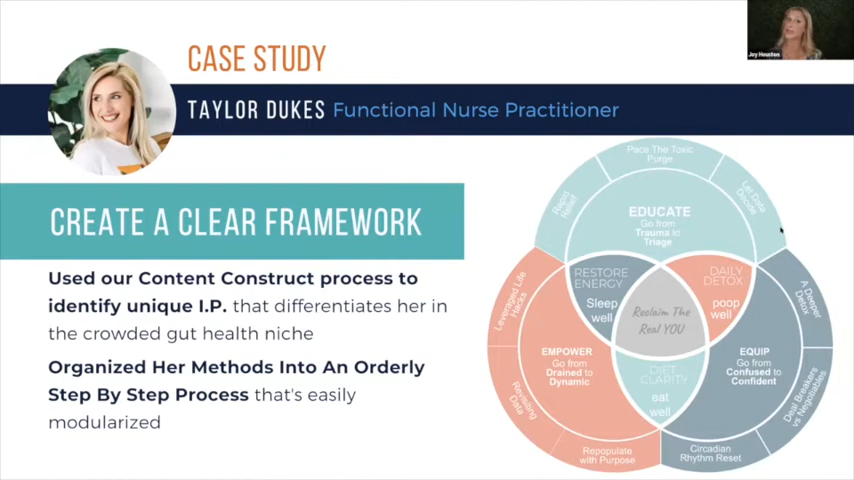 CASE STUDY
Joy Houston
TAYLOR DUKES Functional Nurse Practitioner
CREATE A CLEAR FRAMEWORK
Used our Content Construct process to
identify unique I.P. that differentiates her in
the crowded gut health niche
Organized Her Methods Into An Orderly
Step By Step Process that's easily
modularized
Pace The Toxic
Purge
Rapid
Relief
Let Data
Decide
EDUCATE
Go from
Trauma to
Triage
RESTORE
ENERGY
Sleep
well
DAILY
DETOX
poop
well
Reclaim The
Real YOU
Leveraged Life
Hacks
A Deeper
Detox
EMPOWER
Go from
Drained to
Dynamic
EQUIP
Go from
Confused to
Confident
DIET
CLARITY
eat
well
Revisiting
Data
Deal Breakers
vs Negotiables
Repopulate
with Purpose
Circadian
Rhythm Reset